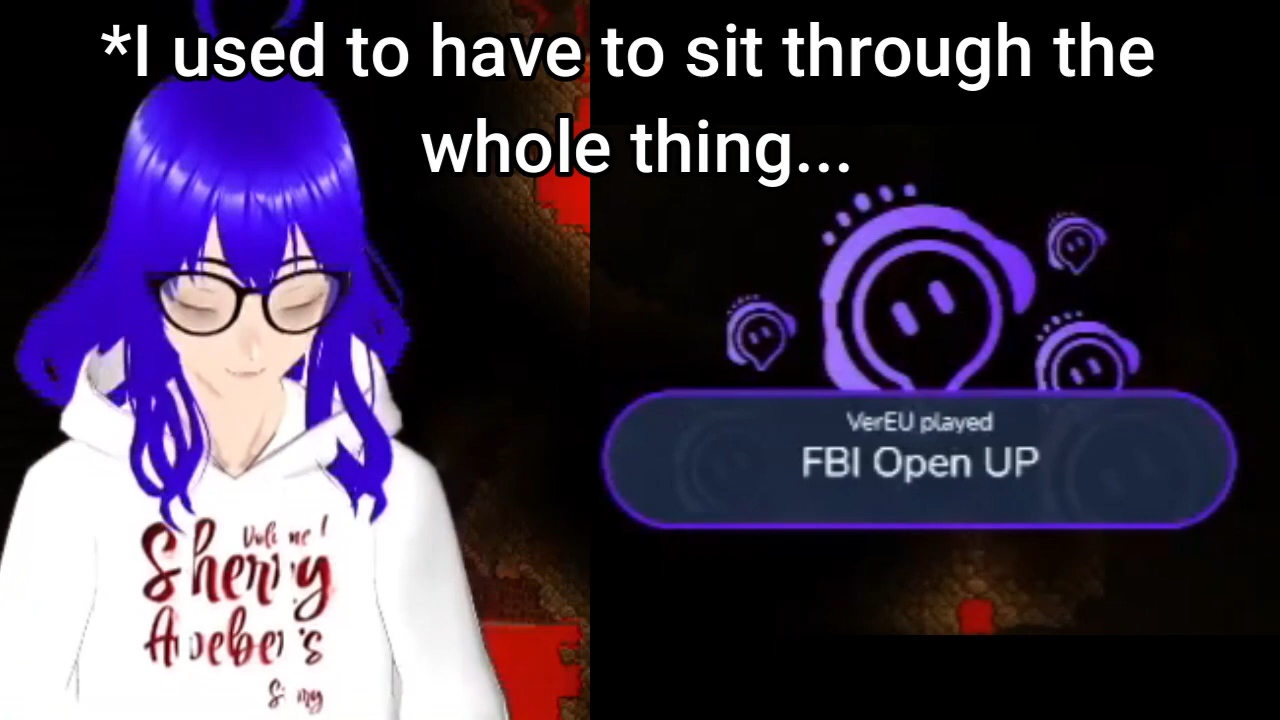 *I used to have to sit through the
whole thing...
VerEU played
FBI Open UP
Sherry